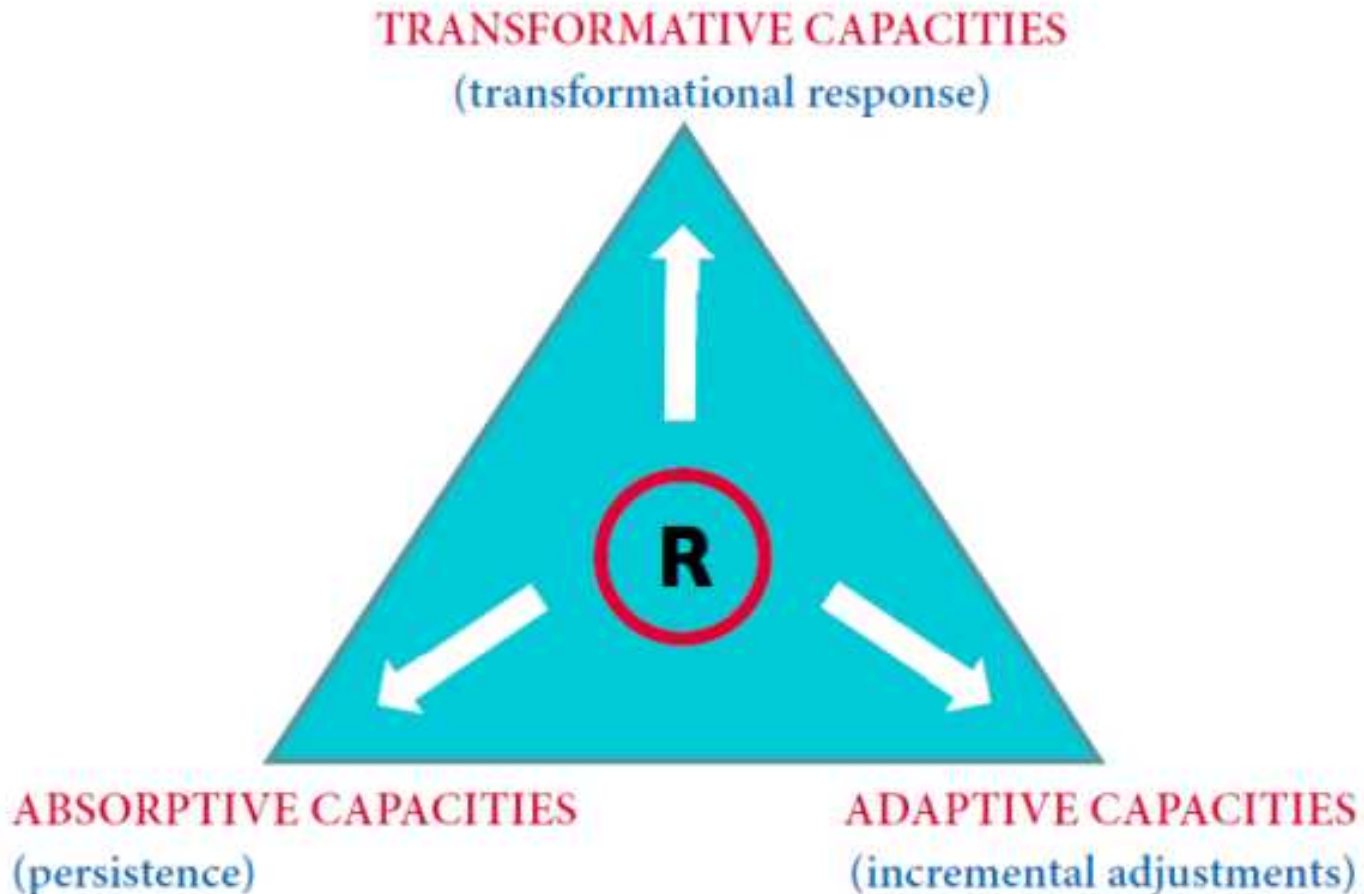 TRANSFORMATIVE CAPACITIES
(transformational response)
R
ABSORPTIVE CAPACITIES
(persistence)
ADAPTIVE CAPACITIES
(incremental adjustments)